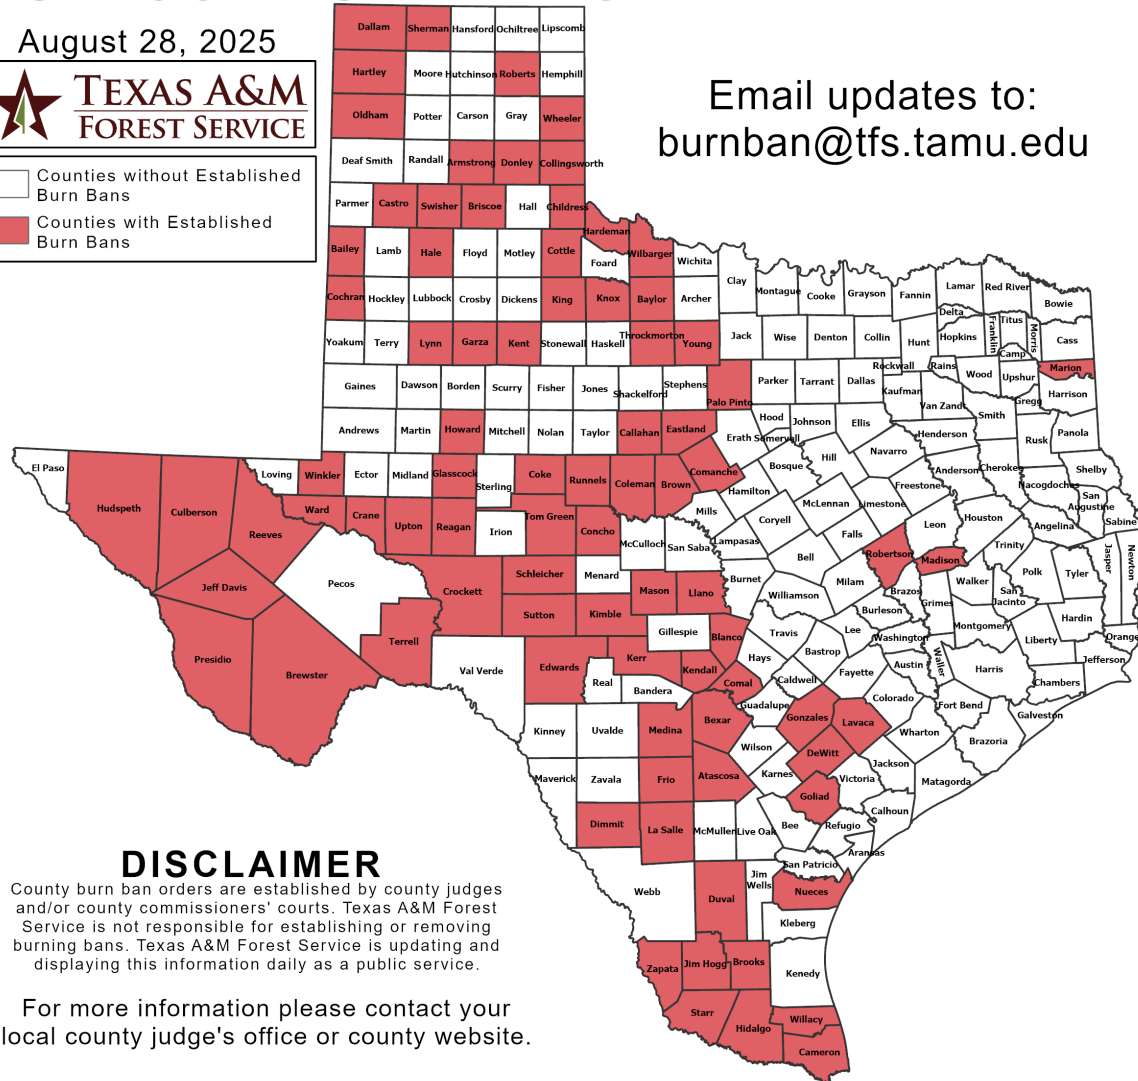 August 28, 2025
TEXAS A&M
FOREST SERVICE
Counties without Established
Burn Bans
Counties with Established
Burn Bans
Email updates to:
burnban@tfs.tamu.edu
Dallam Sherman Hansford Ochiltree Lipscomb
Hartley Moore Hutchinson Roberts Hemphill
Oldham Potter Carson Gray Wheeler
Deaf Smith Randall Armstrong Donley Collingsworth
Parmer Castro Swisher Briscoe Hall Childress
Hardeman
Bailey Lamb Hale Floyd Motley Cottle Foard Wilbarger Wichita
Clay Montague Cooke Grayson Fannin Lamar Red River Bowie
Cochran Hockley Lubbock Crosby Dickens King Knox Baylor Archer
Delta Hopkins Franklin Titus Morris Cass
Yoakum Terry Lynn Garza Kent Stonewall Haskell Throckmorton Young Jack Wise Denton Collin Hunt
Camp
Rockwall Rains Wood Upshur Marion
Gaines Dawson Borden Scurry Fisher Jones Shackelford Stephens Palo Pinto Parker Tarrant Dallas Kaufman Van Zandt Smith Gregg Harrison
Andrews Martin Howard Mitchell Nolan Taylor Callahan Eastland Erath Hood Somervell Johnson Ellis Henderson Rusk Panola
El Paso Loving Winkler Ector Midland Glasscock Sterling Coke Runnels Coleman Brown Comanche Hamilton Bosque Hill Navarro Anderson Cherokee Nacogdoches Shelby
Hudspeth Culberson Reeves Ward Crane Upton Reagan Irion Tom Green Concho McCulloch San Saba Mills Lampasas Coryell McLennan Limestone Freestone Leon Houston Angelina San
Augustine Sabine
Bell Falls Robertson Madison Trinity Jasper Newton
Jeff Davis Pecos Crockett Schleicher Menard Mason Llano Burnet Williamson Milam Brazos Grimes Walker San
Jacinto Polk Tyler
Sutton Kimble Gillespie Blanco Travis Lee Burleson Washington Montgomery Liberty Hardin Orange
Presidio Brewster Terrell Val Verde Edwards Kerr Kendall Hays Bastrop Fayette Austin Waller Harris Jefferson
Real Bandera Comal Caldwell Guadalupe Colorado Fort Bend Chambers
Galveston
Kinney Uvalde Medina Bexar Gonzales Lavaca Wharton Brazoria
Wilson DeWitt Jackson
Maverick Zavala Frio Atascosa Karnes Victoria Matagorda
Goliad Calhoun
Dimmit La Salle McMullen Live Oak Bee Refugio
Aransas
San Patricio
Webb Duval Jim
Wells Nueces
Kleberg
Zapata Jim Hogg Brooks Kenedy
Starr Hidalgo Willacy
Cameron
DISCLAIMER
County burn ban orders are established by county judges
and/or county commissioners' courts. Texas A&M Forest
Service is not responsible for establishing or removing
burning bans. Texas A&M Forest Service is updating and
displaying this information daily as a public service.
For more information please contact your
local county judge's office or county website.